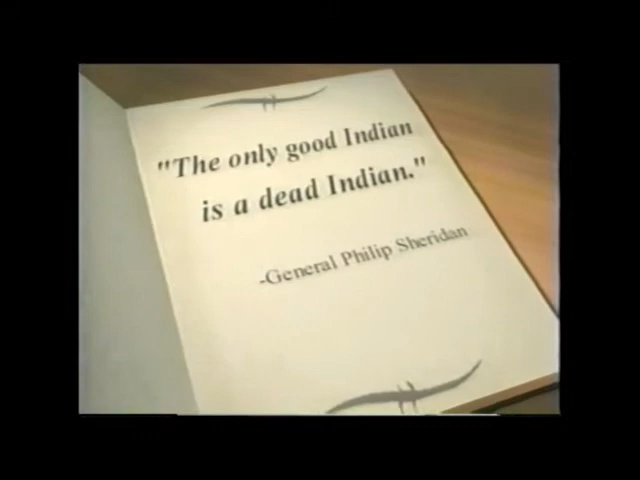 "The only good Indian
is a dead Indian."
-General Philip Sheridan